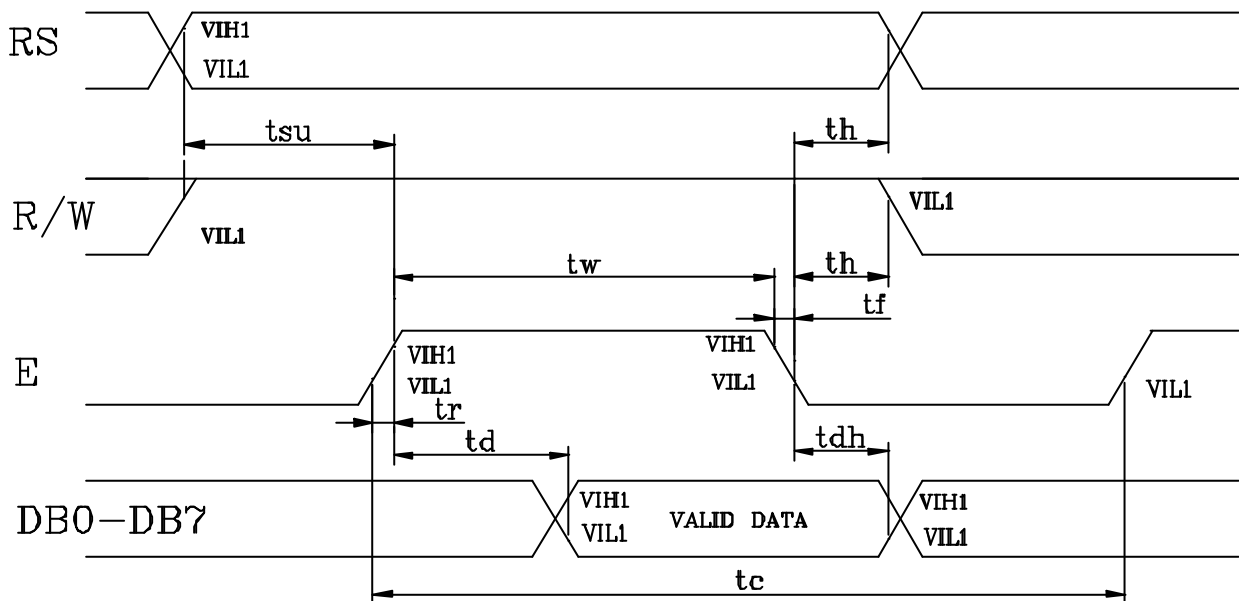 RS
VIH1
VIL1
tsu
th
R/W
VIL1
VIL1
tw
th
tf
E
VIH1
VIL1
VIH1
VIL1
VIL1
tr
td
tdh
DB0-DB7
VIH1
VIL1
VALID DATA
VIH1
VIL1
tc